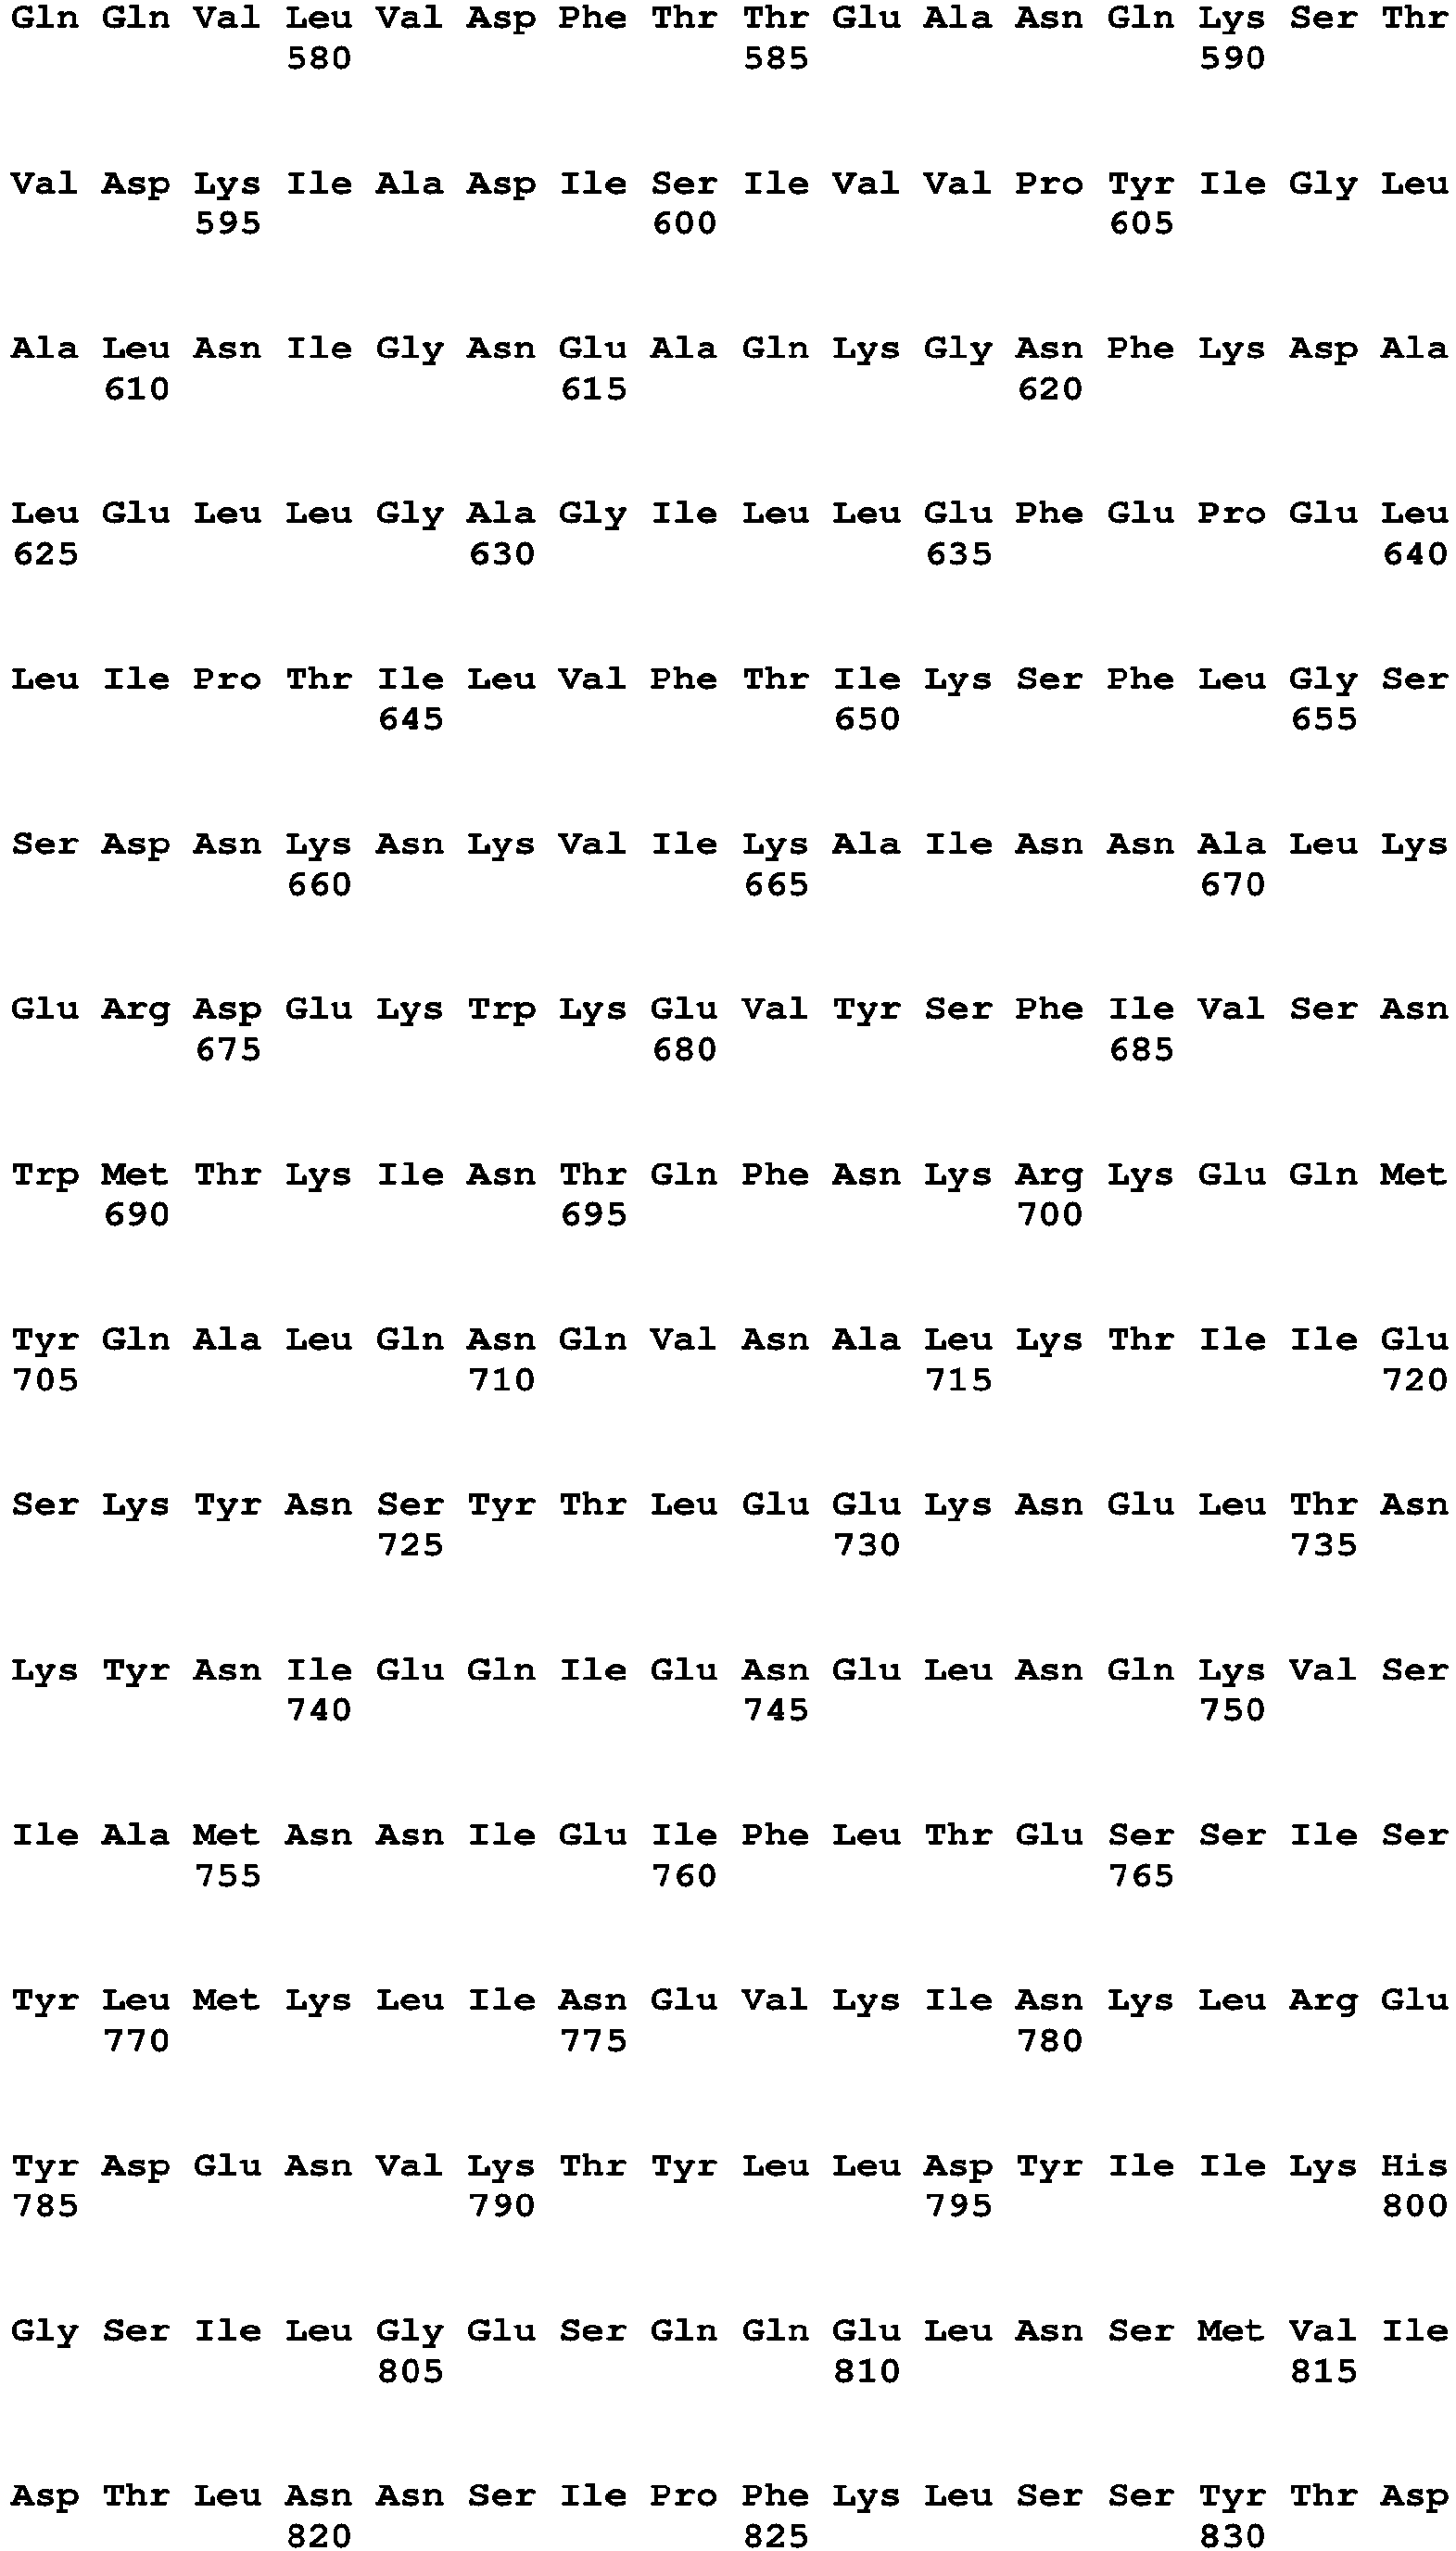 Gln Gln Val Leu Val Asp Phe Thr Thr Glu Ala Asn Gln Lys Ser Thr
580 585 590
Val Asp Lys Ile Ala Asp Ile Ser Ile Val Val Pro Tyr Ile Gly Leu
595 600 605
Ala Leu Asn Ile Gly Asn Glu Ala Gln Lys Gly Asn Phe Lys Asp Ala
610 615 620
Leu Glu Leu Leu Gly Ala Gly Ile Leu Leu Glu Phe Glu Pro Glu Leu
625 630 635 640
Leu Ile Pro Thr Ile Leu Val Phe Thr Ile Lys Ser Phe Leu Gly Ser
645 650 655
Ser Asp Asn Lys Asn Lys Val Ile Lys Ala Ile Asn Asn Ala Leu Lys
660 665 670
Glu Arg Asp Glu Lys Trp Lys Glu Val Tyr Ser Phe Ile Val Ser Asn
675 680 685
Trp Met Thr Lys Ile Asn Thr Gln Phe Asn Lys Arg Lys Glu Gln Met
690 695 700
Tyr Gln Ala Leu Gln Asn Gln Val Asn Ala Leu Lys Thr Ile Ile Glu
705 710 715 720
Ser Lys Tyr Asn Ser Tyr Thr Leu Glu Glu Lys Asn Glu Leu Thr Asn
725 730 735
Lys Tyr Asn Ile Glu Gln Ile Glu Asn Glu Leu Asn Gln Lys Val Ser
740 745 750
Ile Ala Met Asn Asn Ile Glu Ile Phe Leu Thr Glu Ser Ser Ile Ser
755 760 765
Tyr Leu Met Lys Leu Ile Asn Glu Val Lys Ile Asn Lys Leu Arg Glu
770 775 780
Tyr Asp Glu Asn Val Lys Thr Tyr Leu Leu Asp Tyr Ile Ile Lys His
785 790 795 800
Gly Ser Ile Leu Gly Glu Ser Gln Gln Glu Leu Asn Ser Met Val Ile
805 810 815
Asp Thr Leu Asn Asn Ser Ile Pro Phe Lys Leu Ser Ser Tyr Thr Asp
820 825 830